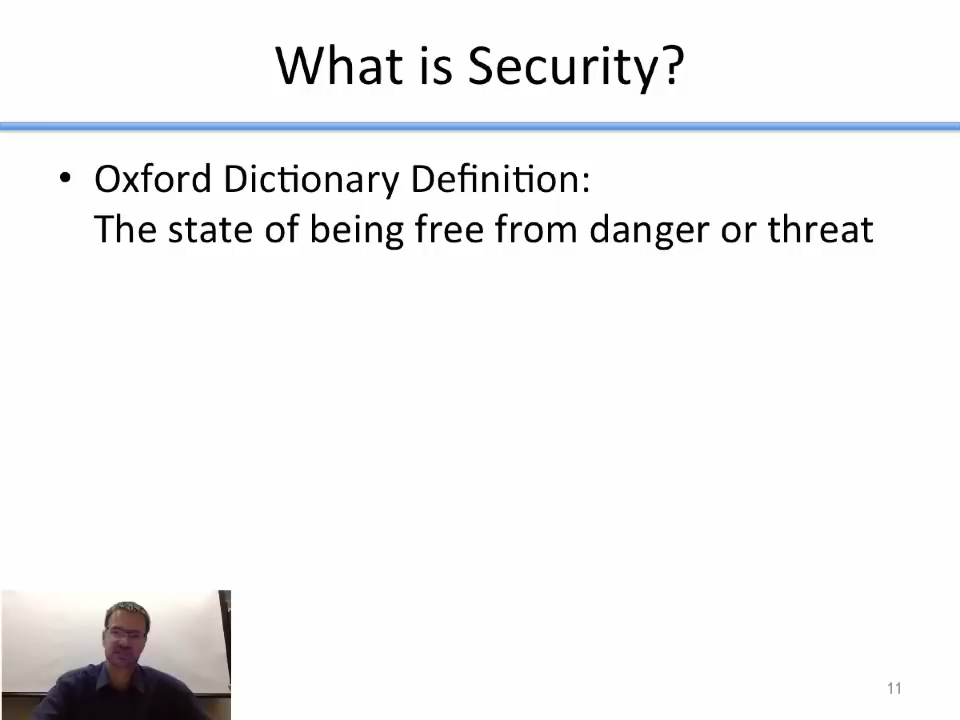 What is Security?
• Oxford Dictionary Definition:
The state of being free from danger or threat
11